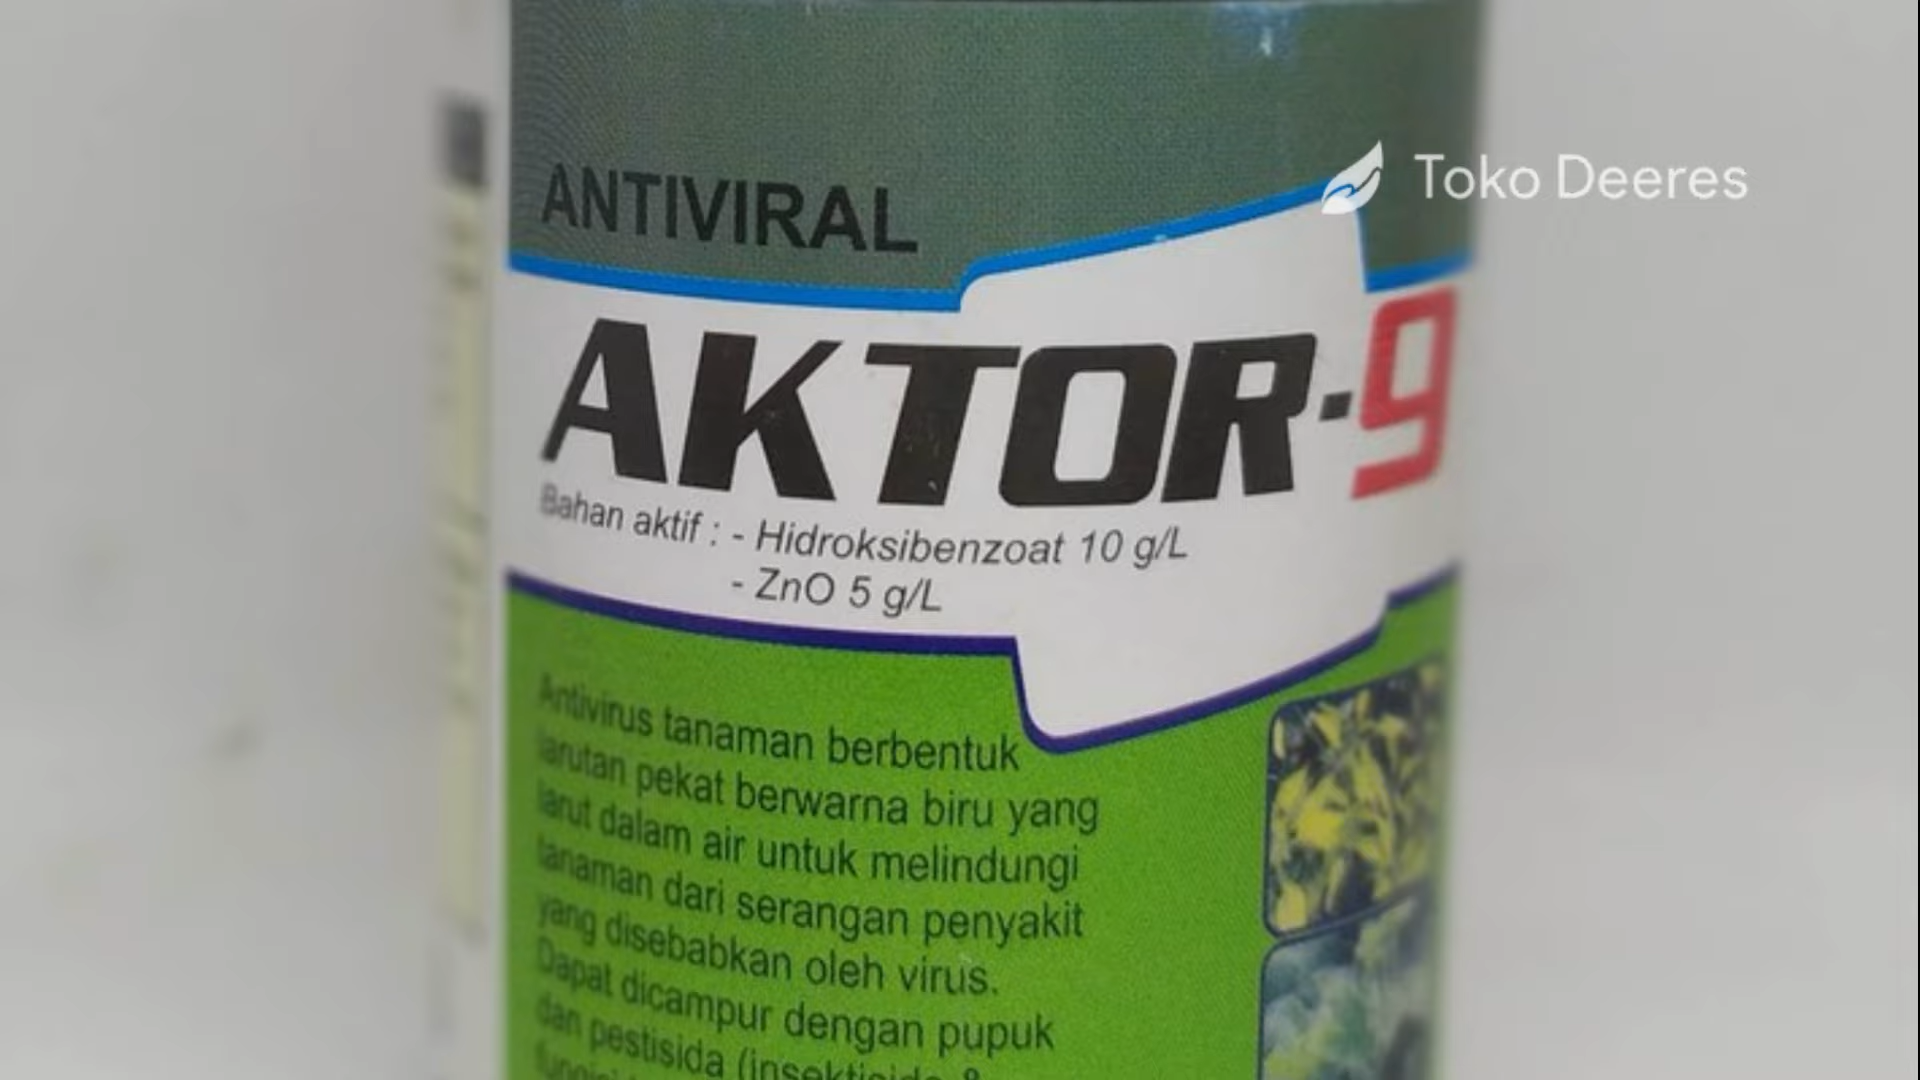 Toko Deeres
ANTIVIRAL
AKTOR-9
Bahan aktif : - Hidroksibenzoat 10 g/L
- ZnO 5 g/L
Antivirus tanaman berbentuk
larutan pekat berwarna biru yang
larut dalam air untuk melindungi
tanaman dari serangan penyakit
yang disebabkan oleh virus.
Dapat dicampur dengan pupuk
dan pestisida (insektisida &